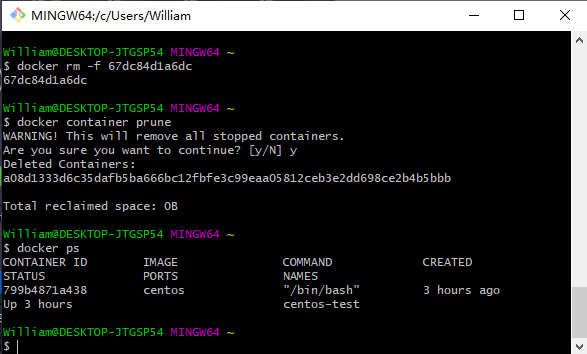 MINGW64:/c/Users/William
William@DESKTOP-JTGSP54 MINGW64 ~
$ docker rm -f 67dc84d1a6dc
67dc84d1a6dc
William@DESKTOP-JTGSP54 MINGW64 ~
$ docker container prune
WARNING! This will remove all stopped containers.
Are you sure you want to continue? [y/N] y
Deleted Containers:
a08d1333d6c35dafb5ba666bc12fbfe3c99eaa05812ceb3e2dd698ce2b4b5bbb
Total reclaimed space: 0B
William@DESKTOP-JTGSP54 MINGW64 ~
$ docker ps
CONTAINER ID IMAGE COMMAND CREATED
STATUS PORTS NAMES
799b4871a438 centos "/bin/bash" 3 hours ago
Up 3 hours centos-test
William@DESKTOP-JTGSP54 MINGW64 ~
$